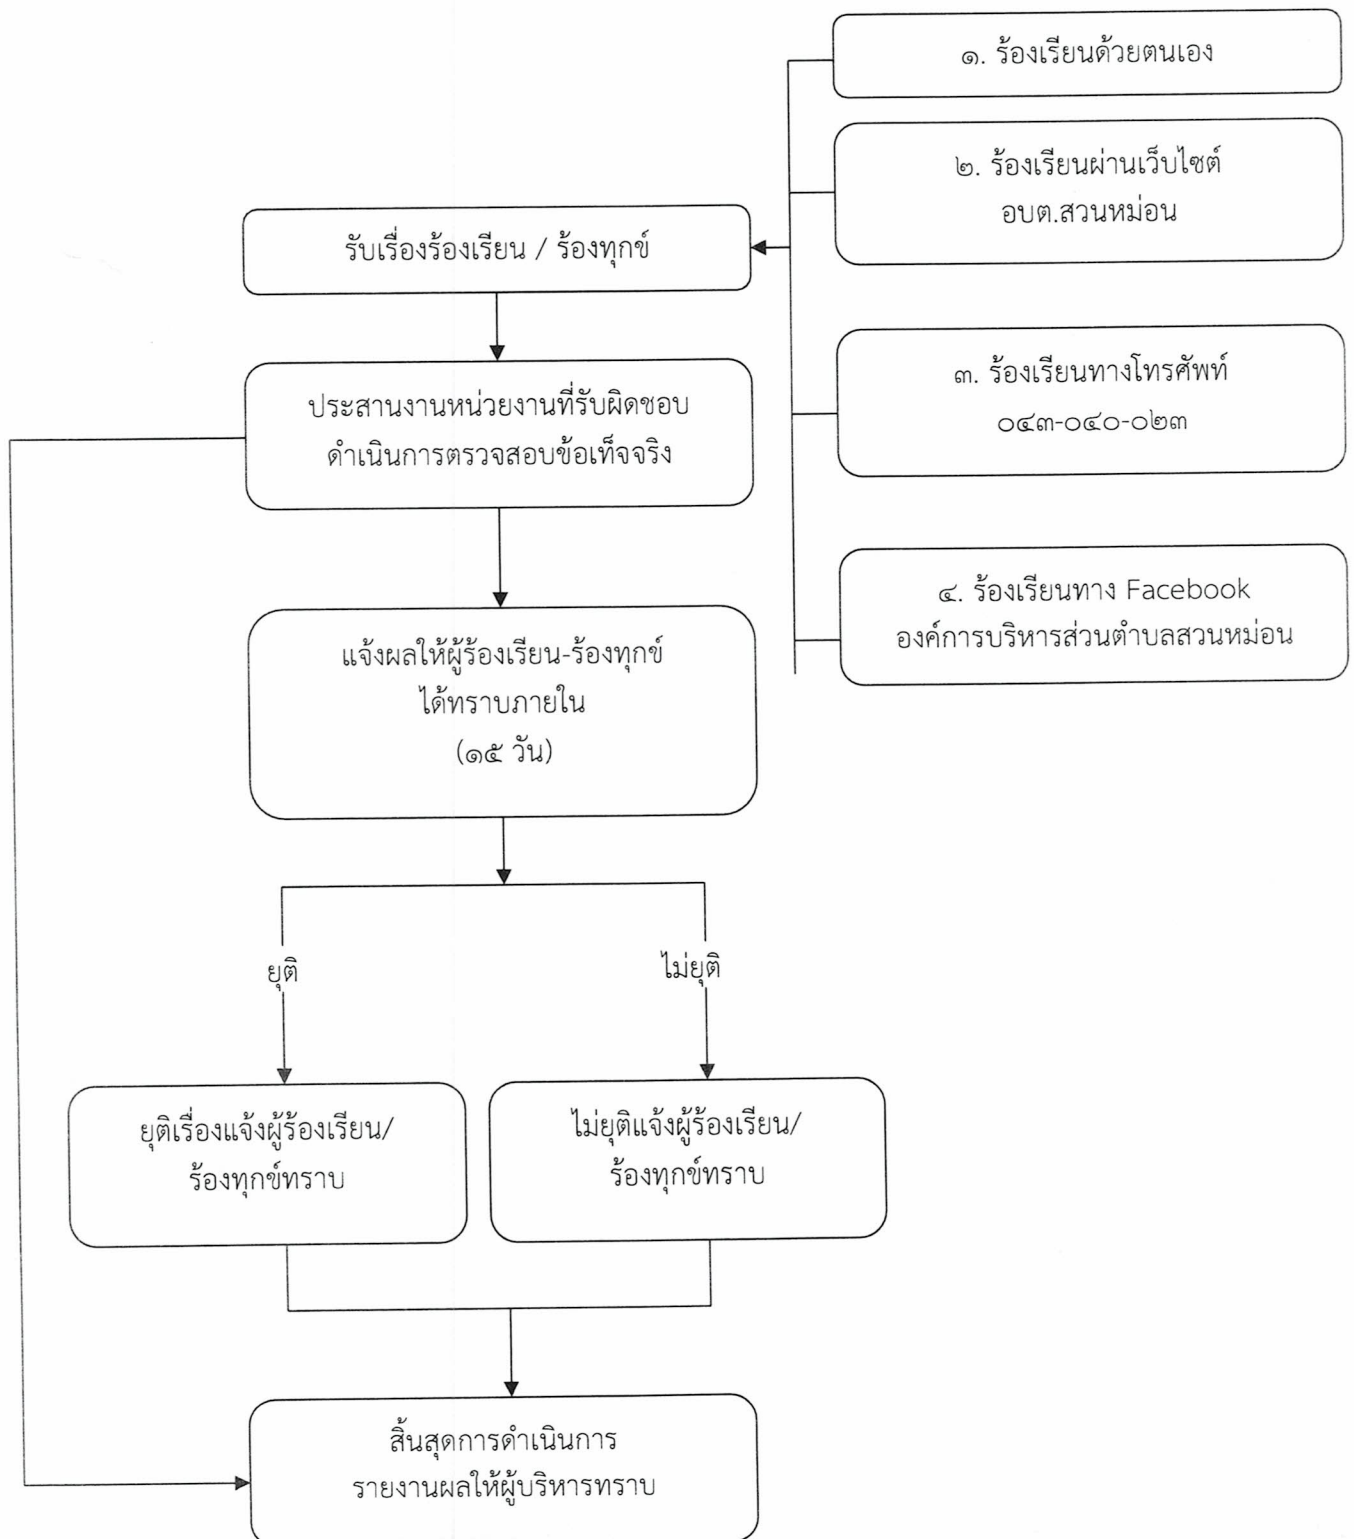 ๑. ร้องเรียนด้วยตนเอง
๒. ร้องเรียนผ่านเว็บไซต์
อบต.สวนหม่อน
รับเรื่องร้องเรียน / ร้องทุกข์
๓. ร้องเรียนทางโทรศัพท์
๐๔๓-๐๔๐-๐๒๓
ประสานงานหน่วยงานที่รับผิดชอบ
ดำเนินการตรวจสอบข้อเท็จจริง
๔. ร้องเรียนทาง Facebook
องค์การบริหารส่วนตำบลสวนหม่อน
แจ้งผลให้ผู้ร้องเรียน-ร้องทุกข์
ได้ทราบภายใน
(๑๕ วัน)
ยุติ
ไม่ยุติ
ยุติเรื่องแจ้งผู้ร้องเรียน/
ร้องทุกข์ทราบ
ไม่ยุติแจ้งผู้ร้องเรียน/
ร้องทุกข์ทราบ
สิ้นสุดการดำเนินการ
รายงานผลให้ผู้บริหารทราบ